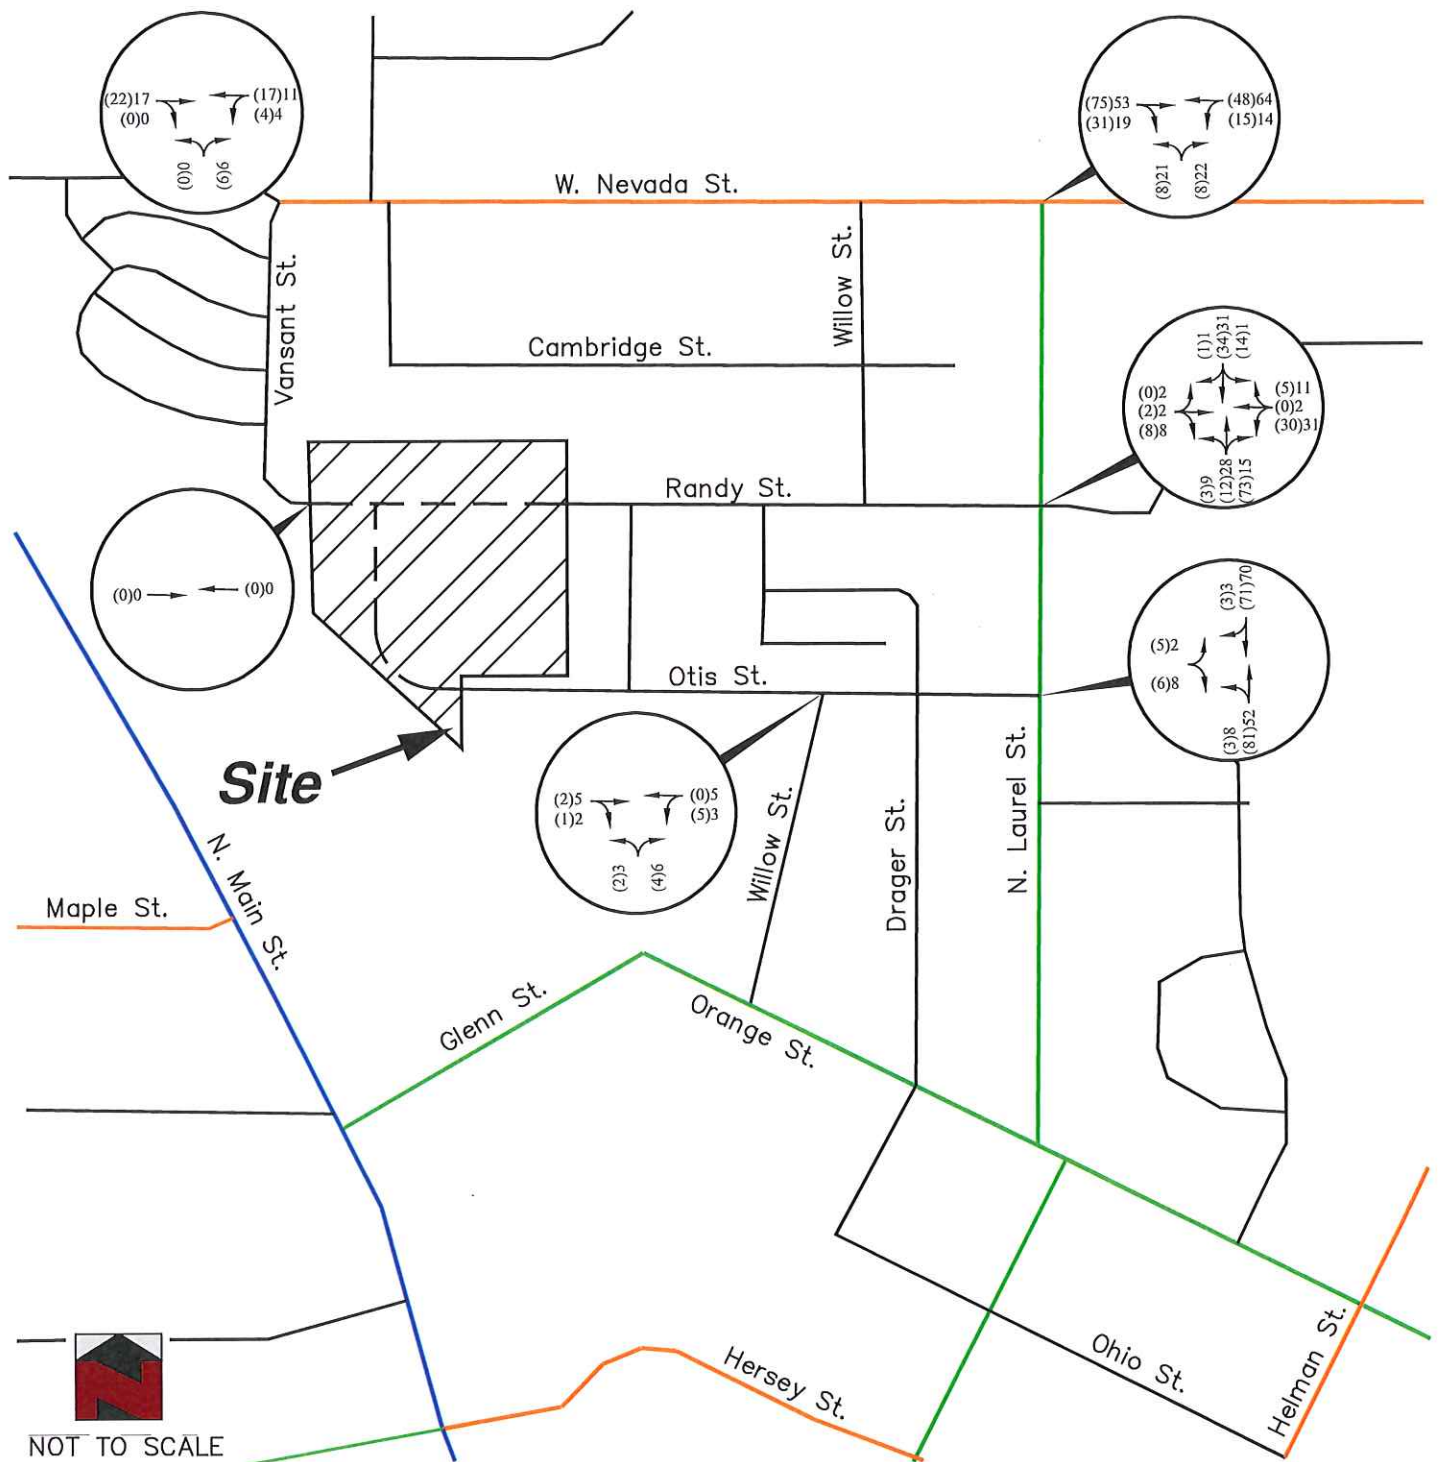 (22)17
(0)0
(17)11
(4)4
(0)0
(6)6
(75)53
(31)19
(48)64
(15)14
(8)21
(8)22
W. Nevada St.
Vansant St.
Willow St.
Cambridge St.
(1)1
(34)31
(14)1
(0)2
(2)2
(8)8
(5)11
(0)2
(30)31
(3)9
(12)28
(73)15
Randy St.
(0)0
(0)0
(3)3
(71)70
(5)2
(6)8
(3)8
(81)52
Otis St.
Site
(2)5
(1)2
(0)5
(5)3
(2)3
(4)6
Willow St.
Drager St.
N. Laurel St.
N. Main St.
Maple St.
Glenn St.
Orange St.
Hersey St.
Ohio St.
Helman St.
N
NOT TO SCALE